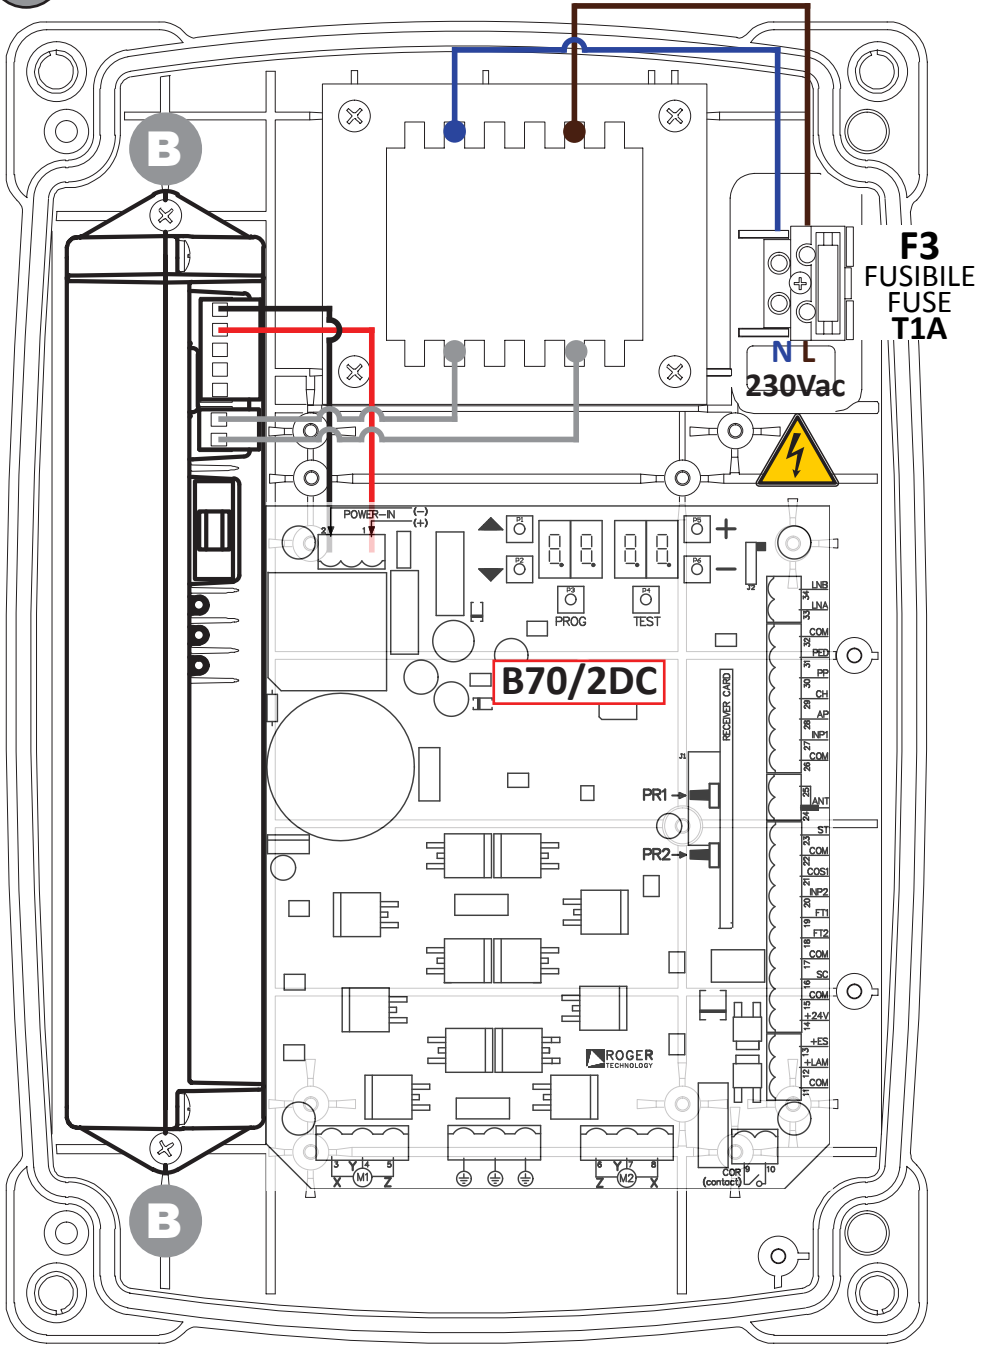 B
F3
FUSIBILE
FUSE
T1A
N L
230Vac
POWER-IN
(-)
(+)
2
1
P1
P2
P5
P6
+
-
P3
PROG
P4
TEST
J2
B70/2DC
RECEIVER CARD
J1
PR1
PR2
LNB
34
LNA
33
COM
32
PED
31
PP
30
CH
29
AP
28
INP1
27
COM
26
25
ANT
24
ST
23
COM
22
COS1
21
INP2
20
FT1
19
FT2
18
COM
17
SC
16
COM
15
+24V
14
+ES
13
+LAM
12
COM
11
ROGER
TECHNOLOGY
3 Y 4 5
X M1 Z
6 Y 7 8
Z M2 X
COR
(contact)
9 10
B